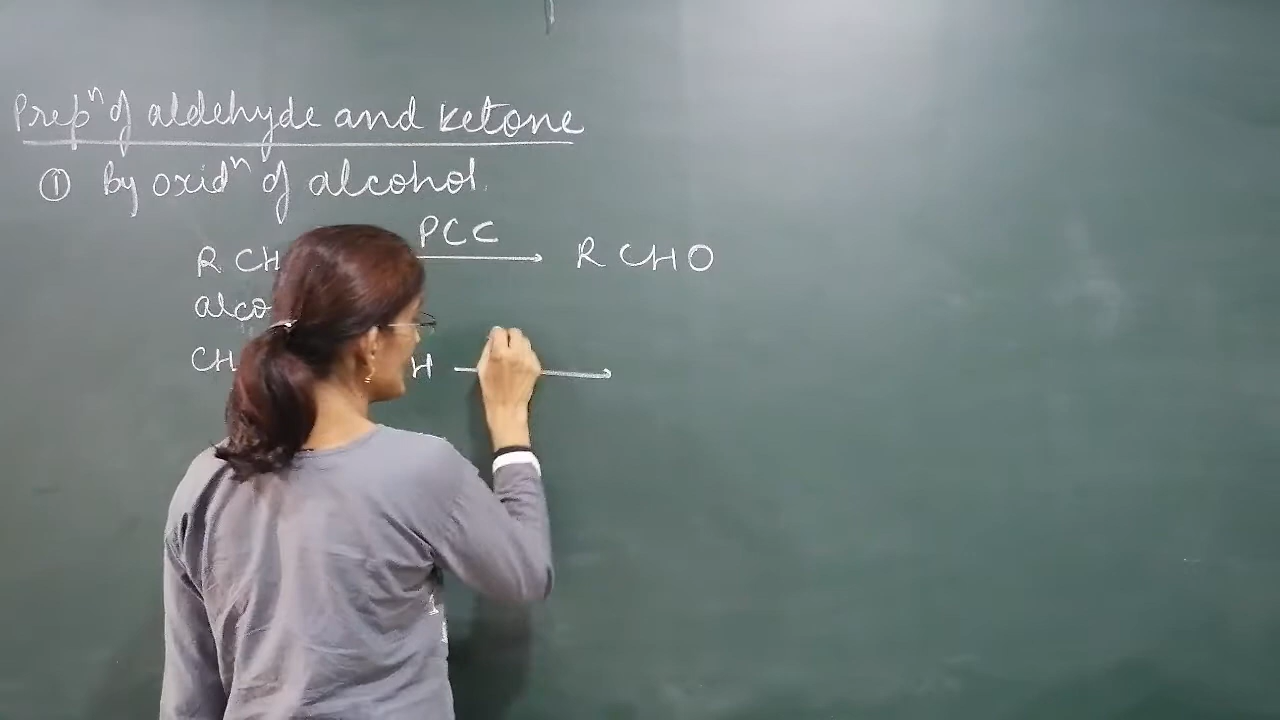 Prepⁿ of aldehyde and ketone
① By oxidⁿ of alcohol.
R CH PCC → R CHO
alco
CH H →